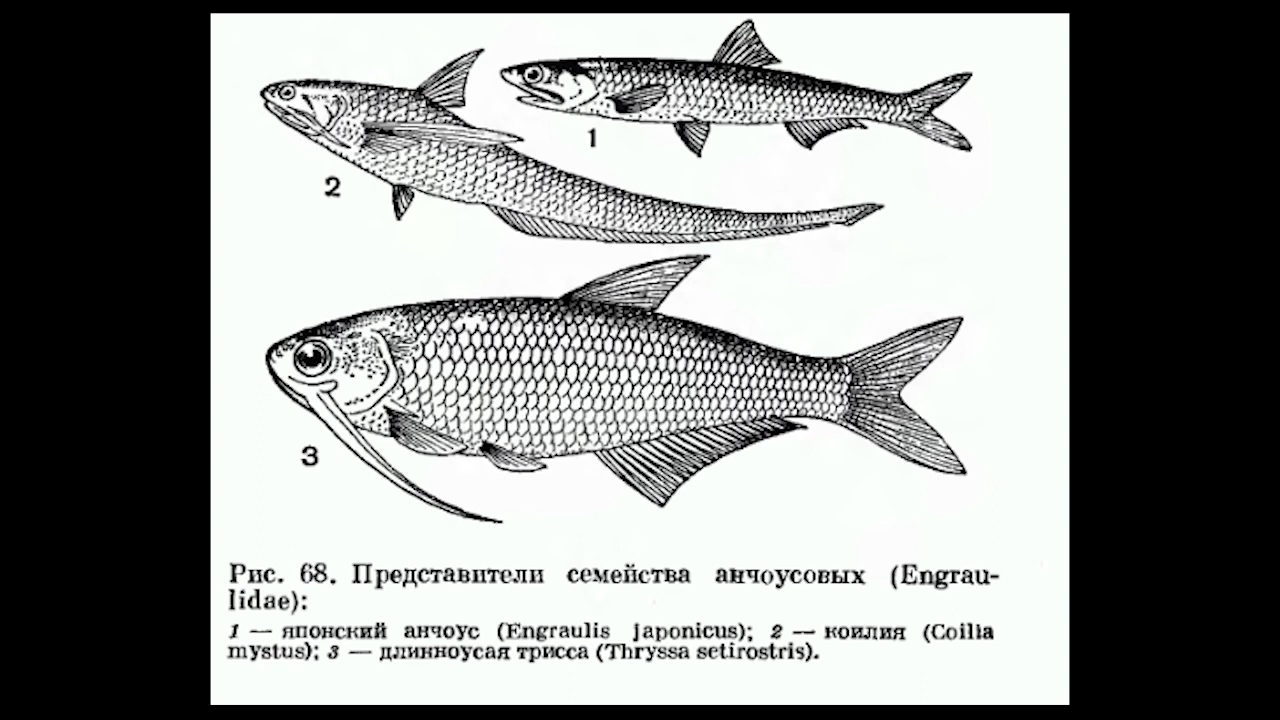 1
2
3
Рис. 68. Представители семейства анчоусовых (Engrau-
lidae):
1 — японский анчоус (Engraulis japonicus); 2 — коилия (Coilia
mystus); 3 — длинноусая трисса (Thryssa setirostris).